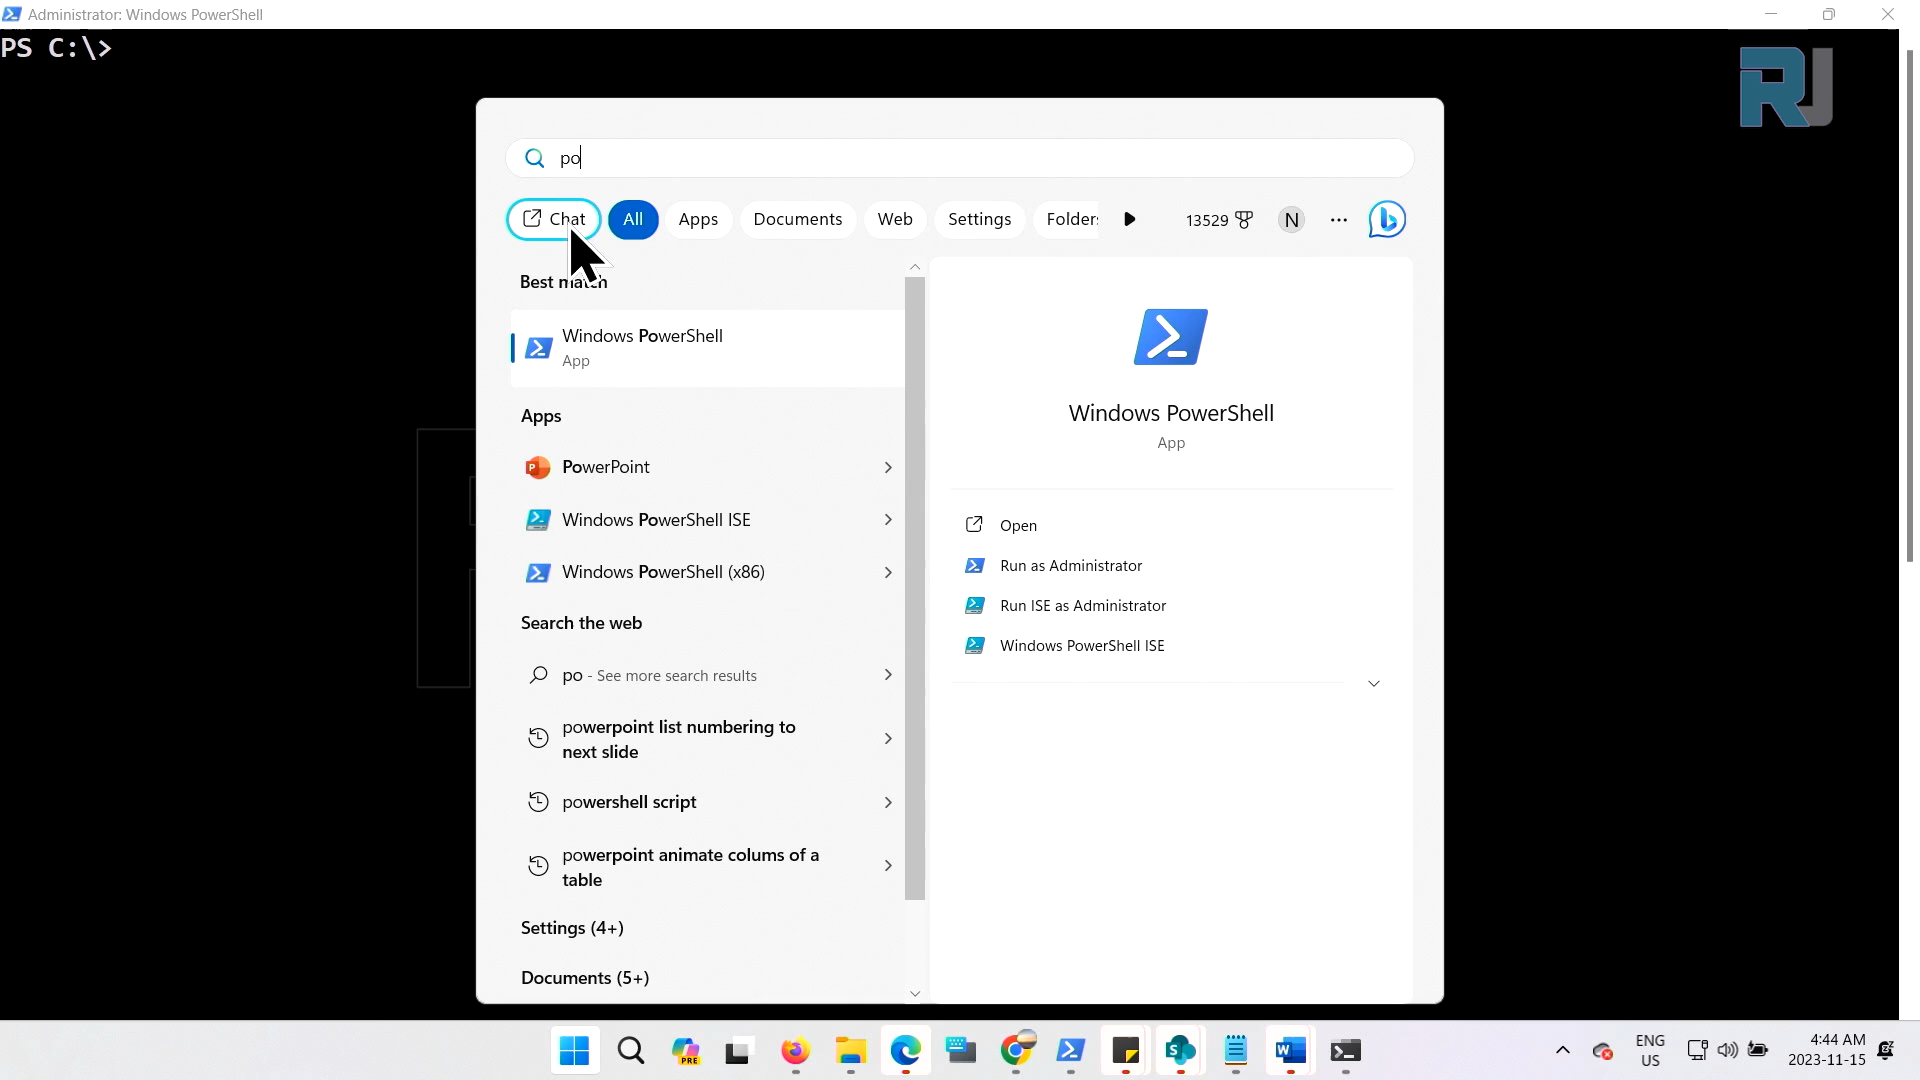 Administrator: Windows PowerShell
PS C:\>
RJ
po
Chat
All
Apps
Documents
Web
Settings
Folders
13529
N
Best match
Windows PowerShell
App
Apps
PowerPoint
Windows PowerShell ISE
Windows PowerShell (x86)
Search the web
po - See more search results
powerpoint list numbering to
next slide
powershell script
powerpoint animate colums of a
table
Settings (4+)
Documents (5+)
Windows PowerShell
App
Open
Run as Administrator
Run ISE as Administrator
Windows PowerShell ISE
PRE
ENG
US
4:44 AM
2023-11-15